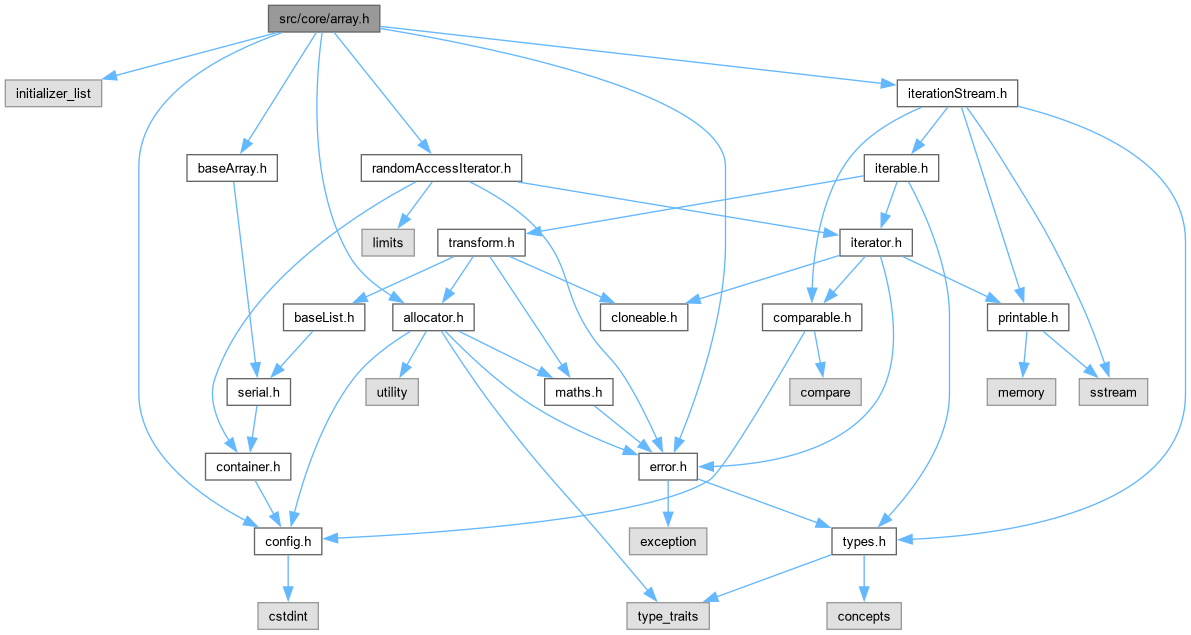 src/core/array.h
initializer_list
iterationStream.h
baseArray.h
randomAccessIterator.h
iterable.h
limits
transform.h
iterator.h
baseList.h
allocator.h
cloneable.h
comparable.h
printable.h
serial.h
utility
maths.h
compare
memory
sstream
container.h
error.h
config.h
exception
types.h
cstdint
type_traits
concepts